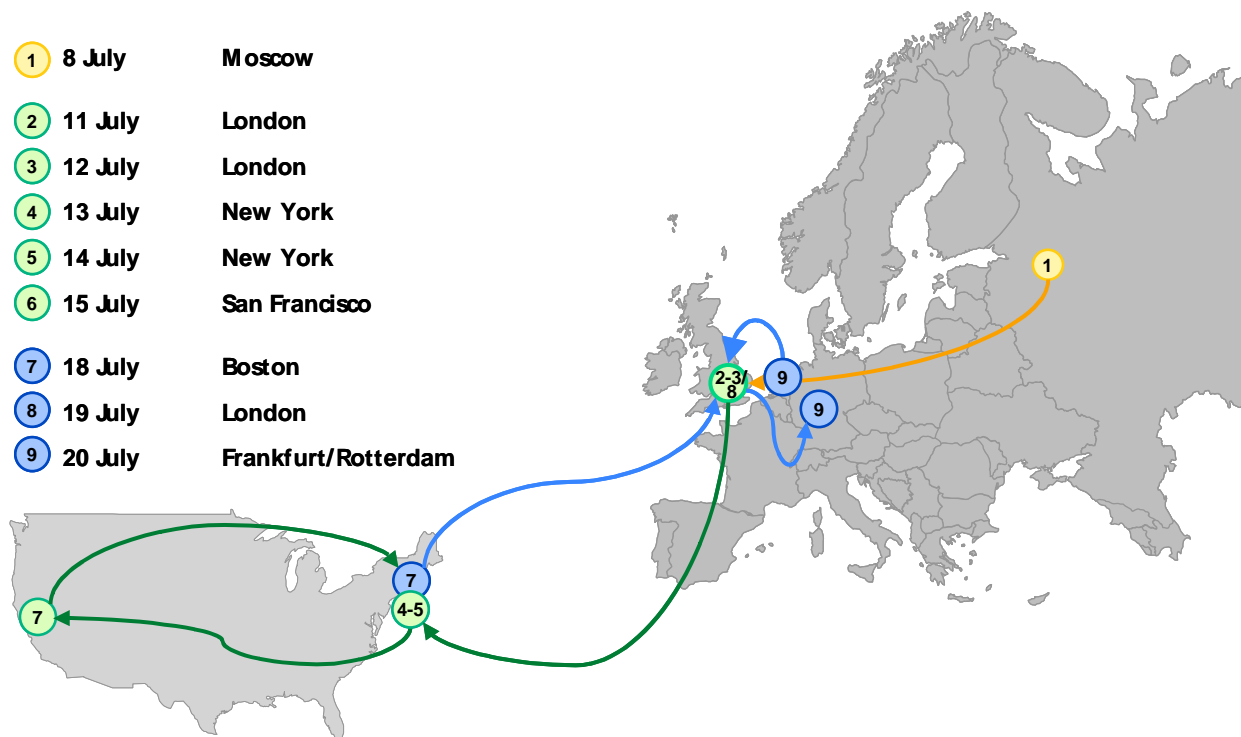 1 8 July Moscow
2 11 July London
3 12 July London
4 13 July New York
5 14 July New York
6 15 July San Francisco
7 18 July Boston
8 19 July London
9 20 July Frankfurt/Rotterdam
1
2-3/
8
9
9
7
4-5
7